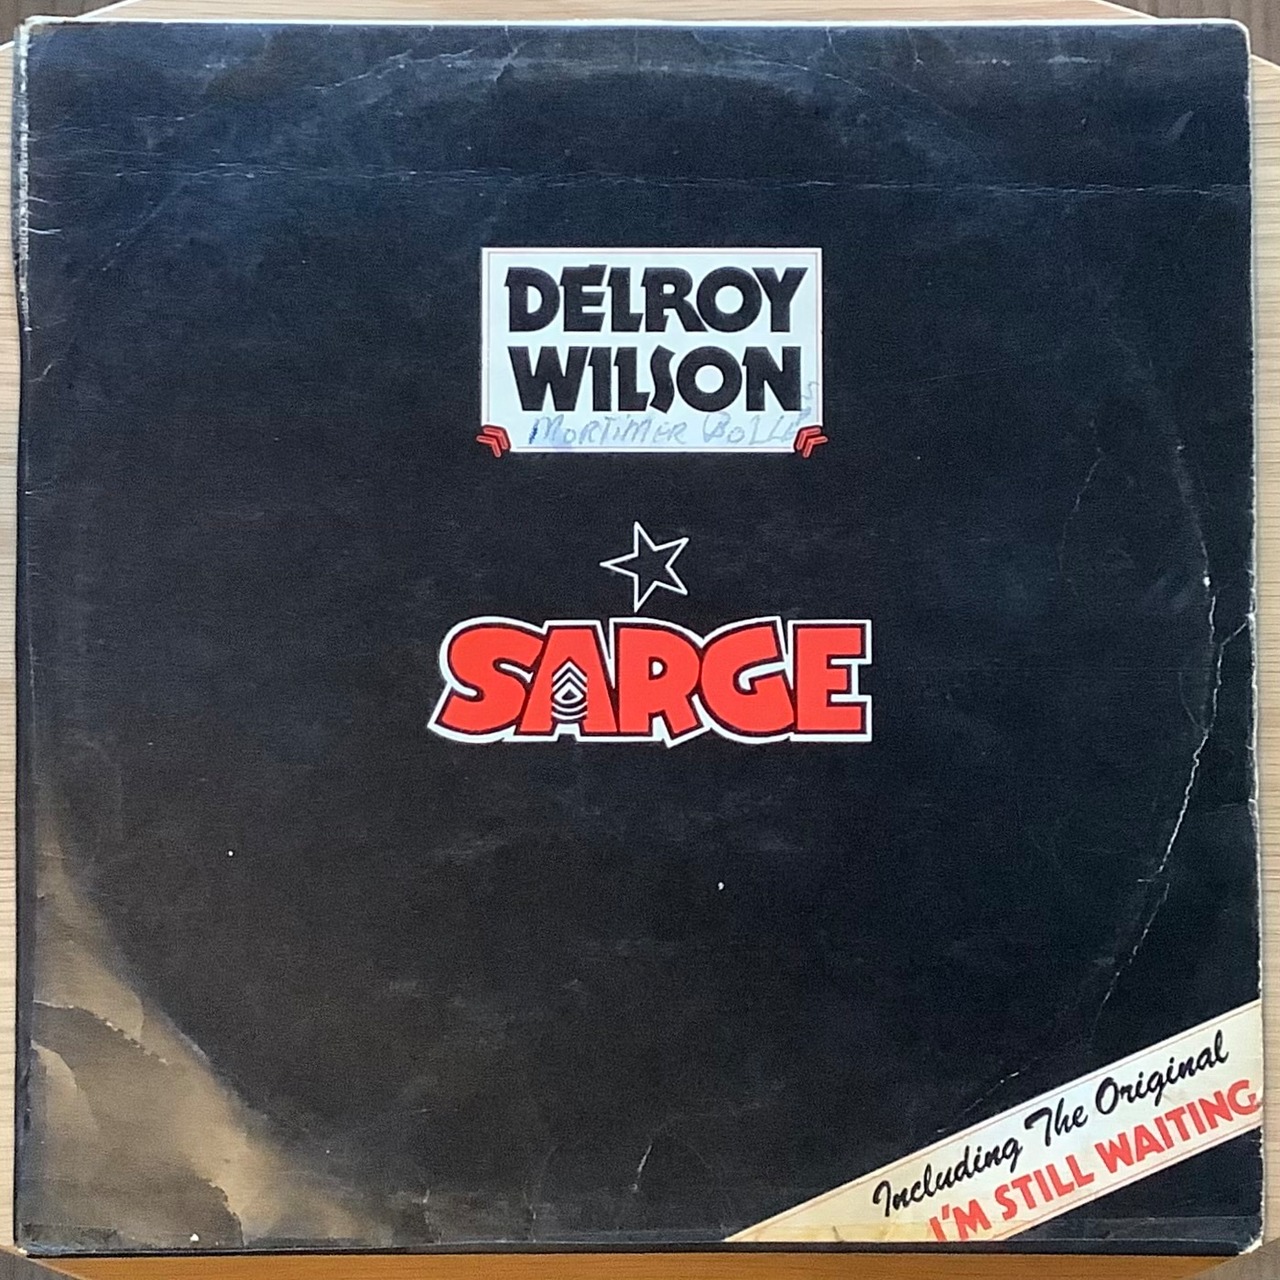 DELROY
WILSON
MORTIMER
SARGE
Including The Original
I'M STILL WAITING